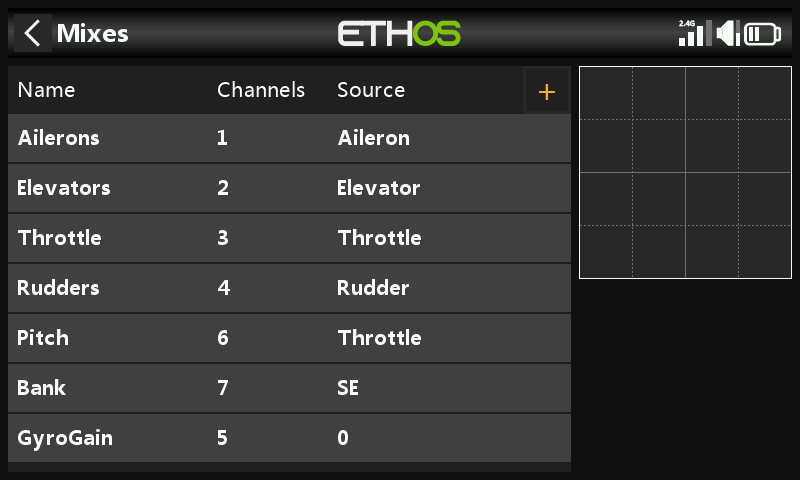 Mixes
ETHOS
2.4G
Name Channels Source +
Ailerons 1 Aileron
Elevators 2 Elevator
Throttle 3 Throttle
Rudders 4 Rudder
Pitch 6 Throttle
Bank 7 SE
GyroGain 5 0